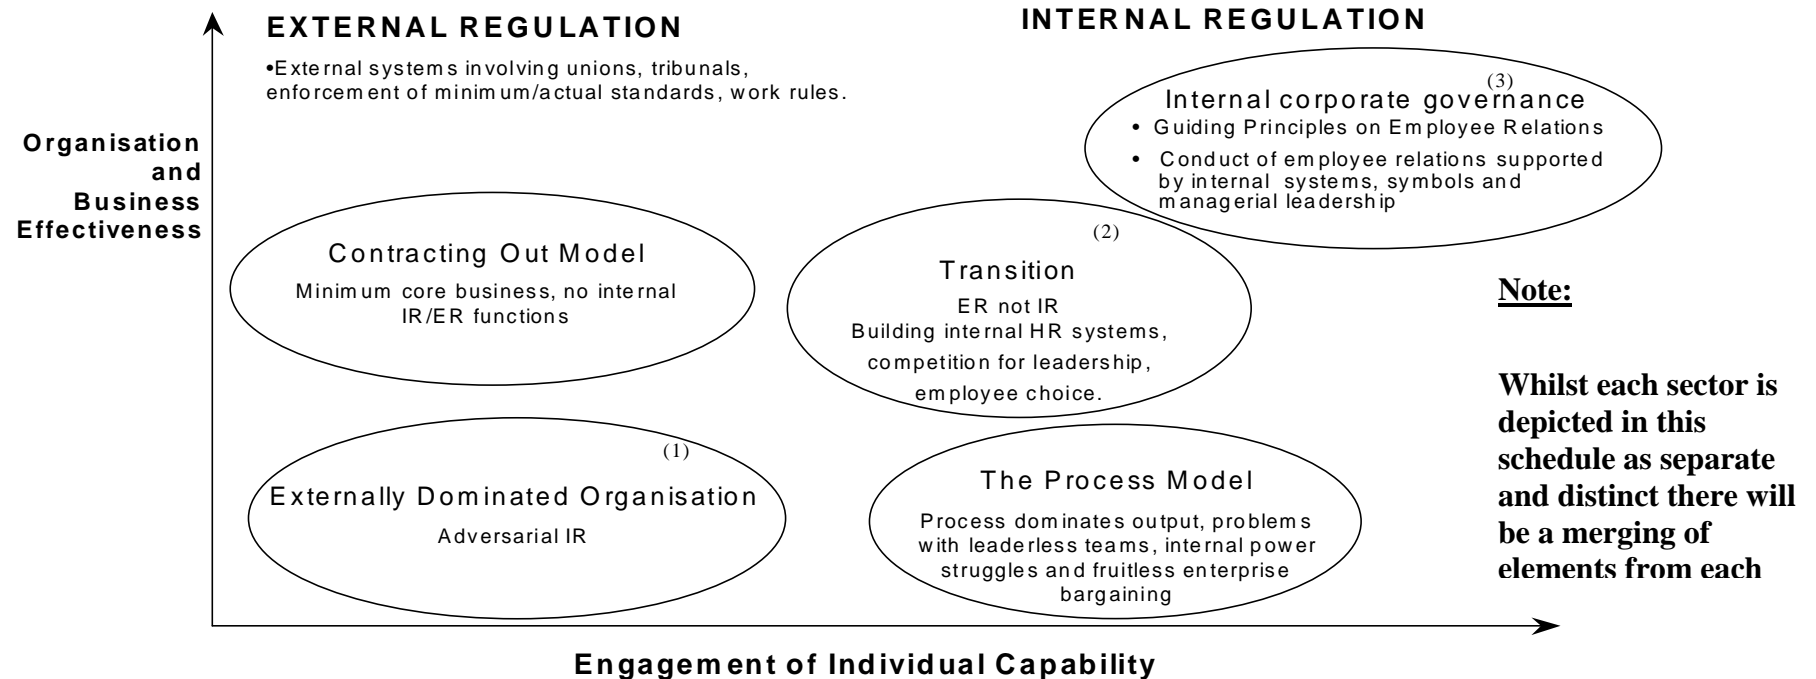 EXTERNAL REGULATION
•External systems involving unions, tribunals,
enforcement of minimum/actual standards, work rules.
INTERNAL REGULATION
(3)
Internal corporate governance
• Guiding Principles on Employee Relations
• Conduct of employee relations supported
by internal systems, symbols and
managerial leadership
Organisation
and
Business
Effectiveness
Contracting Out Model
Minimum core business, no internal
IR/ER functions
(2)
Transition
ER not IR
Building internal HR systems,
competition for leadership,
employee choice.
(1)
Externally Dominated Organisation
Adversarial IR
The Process Model
Process dominates output, problems
with leaderless teams, internal power
struggles and fruitless enterprise
bargaining
Note:
Whilst each sector is
depicted in this
schedule as separate
and distinct there will
be a merging of
elements from each
Engagement of Individual Capability